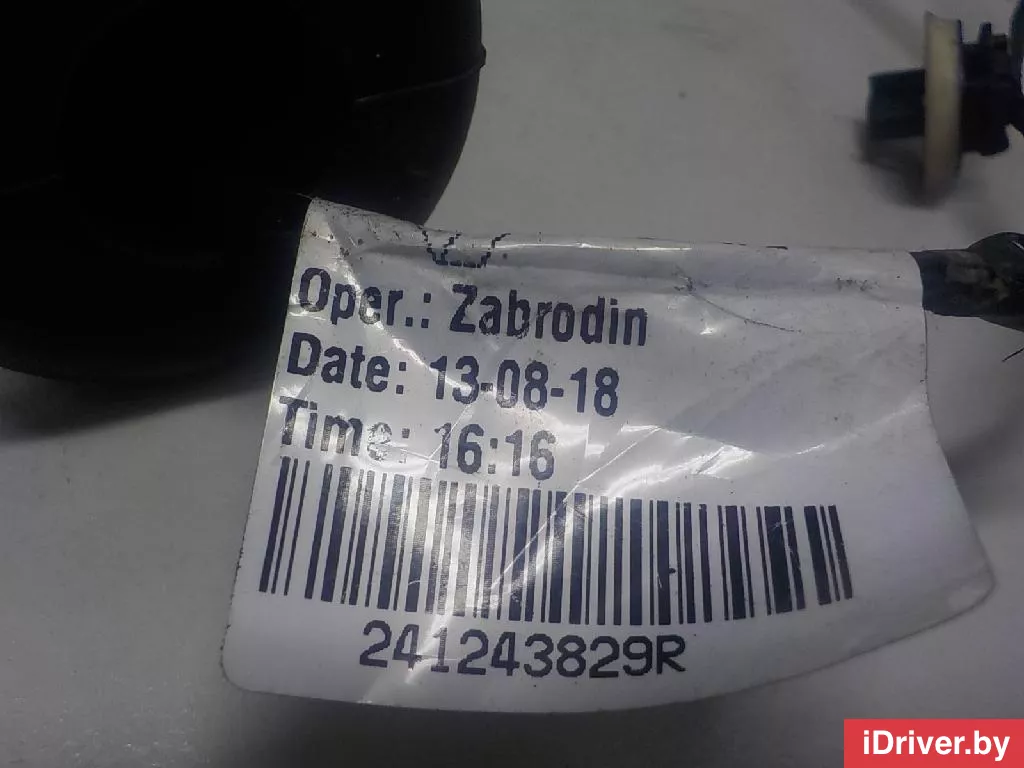 Oper.: Zabrodin
Date: 13-08-18
Time: 16:16
241243829R
iDriver.by